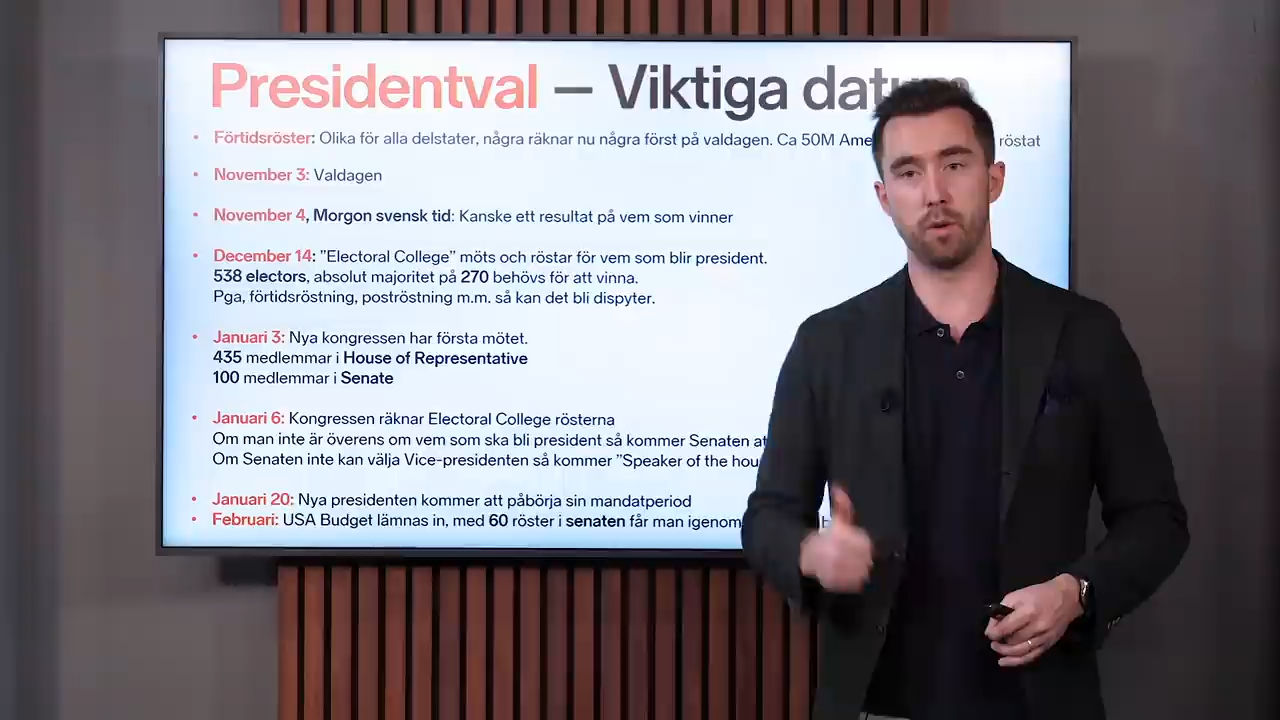 Presidentval – Viktiga datum
• Förtidsröster: Olika för alla delstater, några räknar nu några först på valdagen. Ca 50M Ame röstat
• November 3: Valdagen
• November 4, Morgon svensk tid: Kanske ett resultat på vem som vinner
• December 14: ”Electoral College” möts och röstar för vem som blir president.
538 electors, absolut majoritet på 270 behövs för att vinna.
Pga, förtidsröstning, poströstning m.m. så kan det bli dispyter.
• Januari 3: Nya kongressen har första mötet.
435 medlemmar i House of Representative
100 medlemmar i Senate
• Januari 6: Kongressen räknar Electoral College rösterna
Om man inte är överens om vem som ska bli president så kommer Senaten at
Om Senaten inte kan välja Vice-presidenten så kommer ”Speaker of the hou
• Januari 20: Nya presidenten kommer att påbörja sin mandatperiod
• Februari: USA Budget lämnas in, med 60 röster i senaten får man igenom